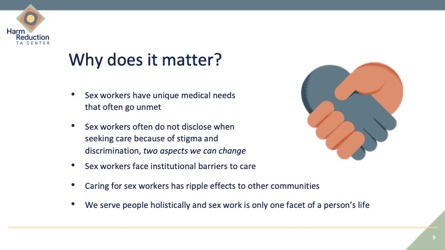 Harm
Reduction
TA CENTER
Why does it matter?
• Sex workers have unique medical needs
that often go unmet
• Sex workers often do not disclose when
seeking care because of stigma and
discrimination, two aspects we can change
• Sex workers face institutional barriers to care
• Caring for sex workers has ripple effects to other communities
• We serve people holistically and sex work is only one facet of a person's life
9